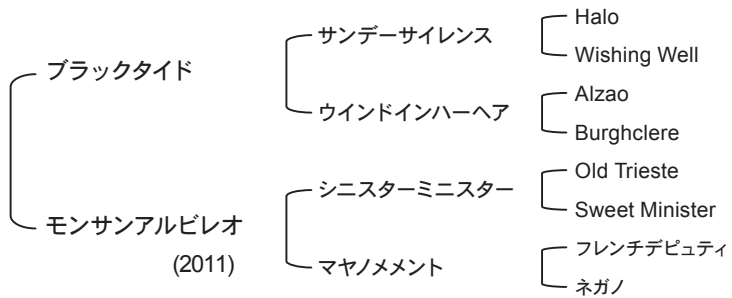 ブラックタイド
サンデーサイレンス
Halo
Wishing Well
ウインドインハーヘア
Alzao
Burghclere
モンサンアルビレオ
(2011)
シニスターミニスター
Old Trieste
Sweet Minister
マヤノメメント
フレンチデピュティ
ネガノ